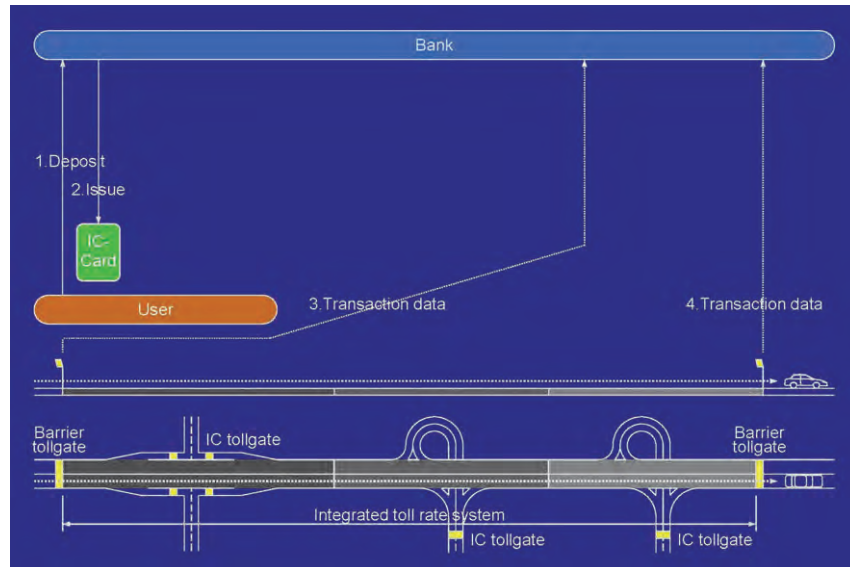 Bank
1.Deposit
2.Issue
IC-
Card
User
3.Transaction data
4.Transaction data
Barrier
tollgate
IC tollgate
Barrier
tollgate
Integrated toll rate system
IC tollgate
IC tollgate